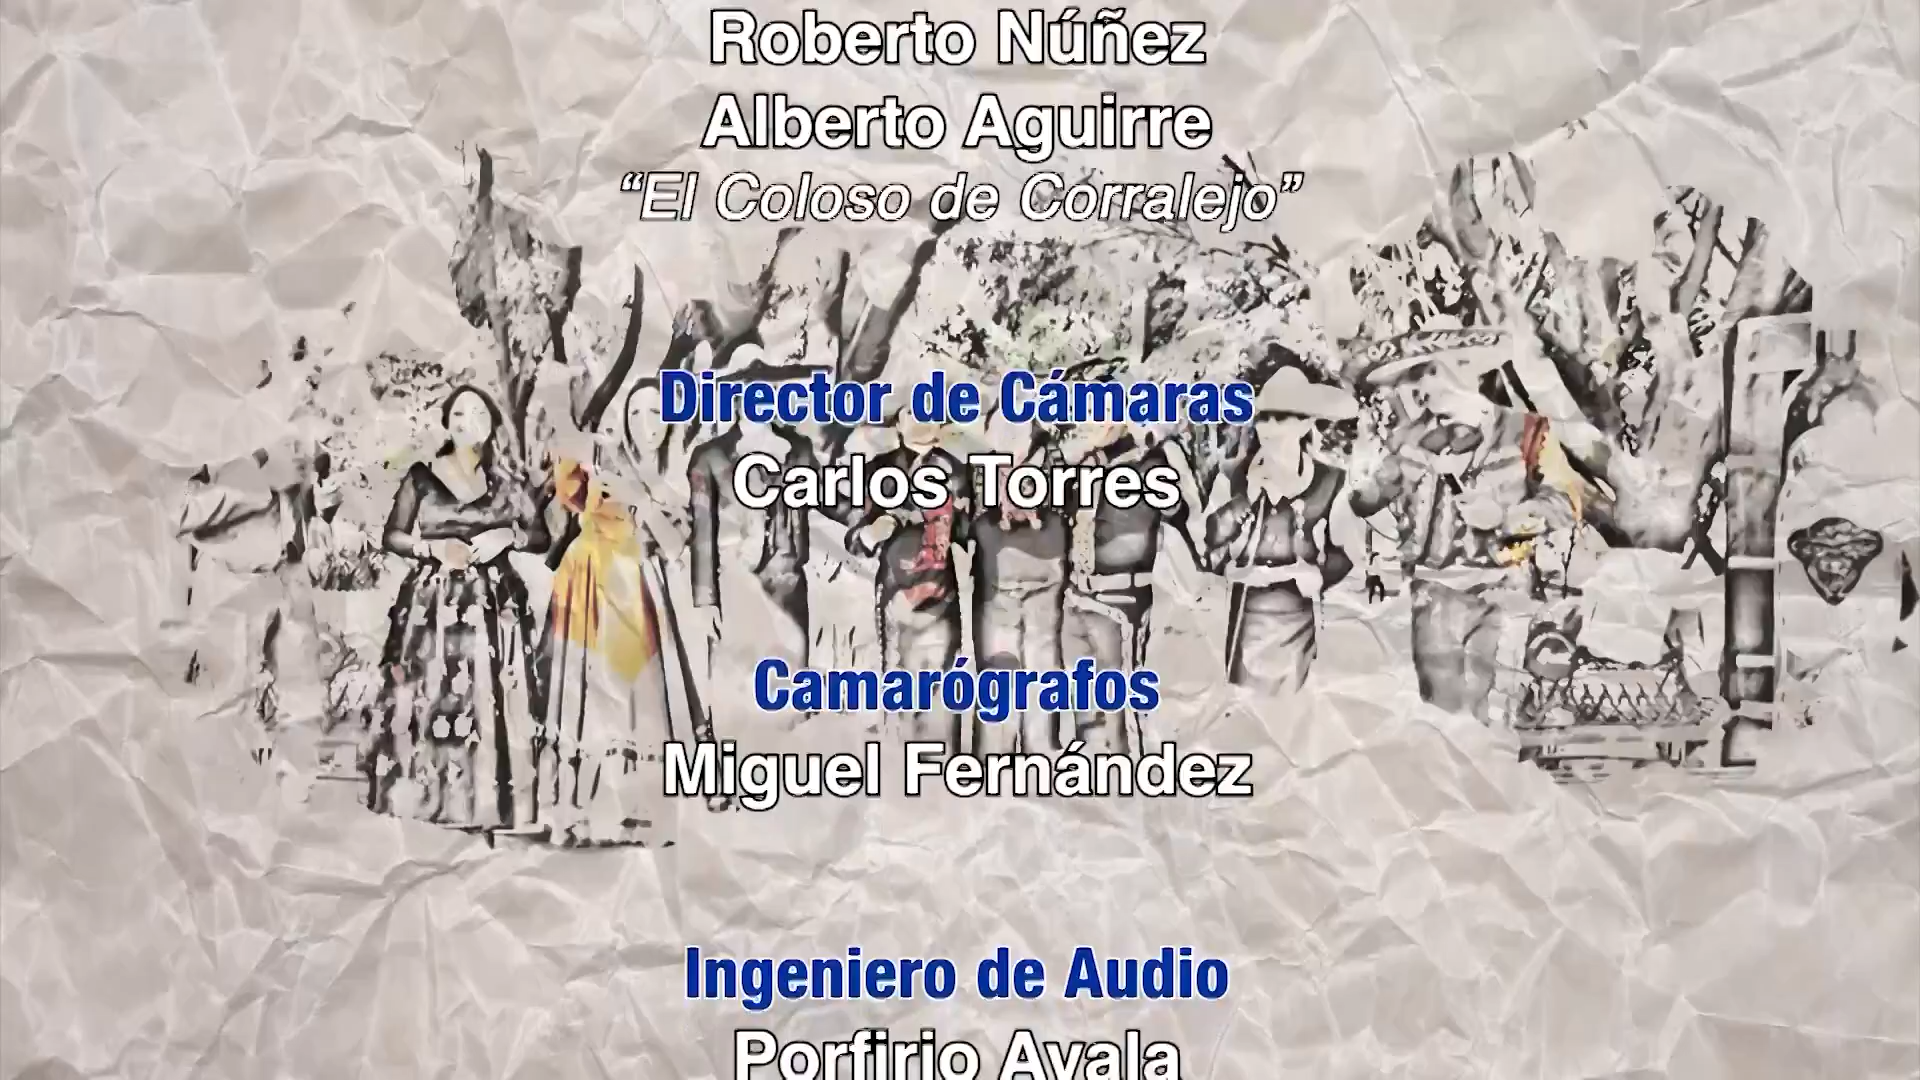 Roberto Núñez
Alberto Aguirre
“El Coloso de Corralejo”
Director de Cámaras
Carlos Torres
Camarógrafos
Miguel Fernández
Ingeniero de Audio
Porfirio Ayala